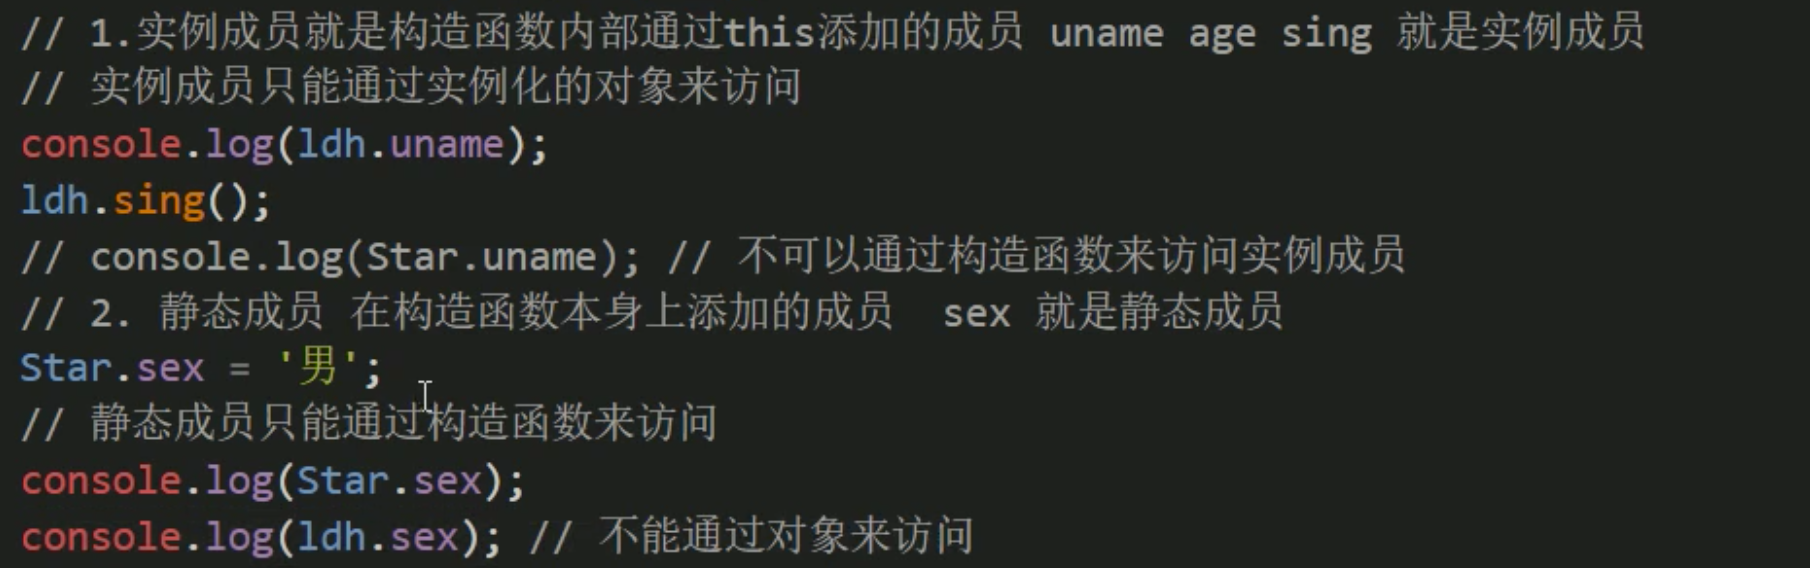 // 1.实例成员就是构造函数内部通过this添加的成员 uname age sing 就是实例成员
// 实例成员只能通过实例化的对象来访问
console.log(ldh.uname);
ldh.sing();
// console.log(Star.uname); // 不可以通过构造函数来访问实例成员
// 2. 静态成员 在构造函数本身上添加的成员  sex 就是静态成员
Star.sex = '男';
// 静态成员只能通过构造函数来访问
console.log(Star.sex);
console.log(ldh.sex); // 不能通过对象来访问